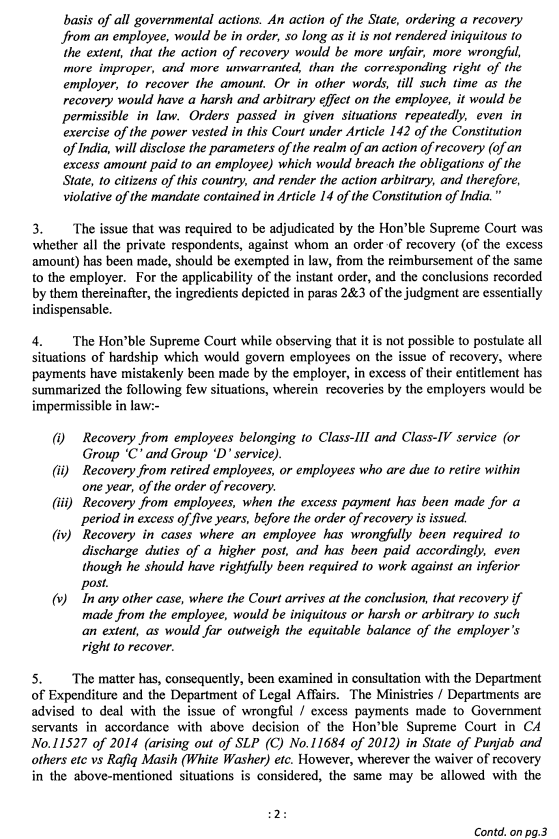 basis of all governmental actions. An action of the State, ordering a recovery
from an employee, would be in order, so long as it is not rendered iniquitous to
the extent, that the action of recovery would be more unfair, more wrongful,
more improper, and more unwarranted, than the corresponding right of the
employer, to recover the amount. Or in other words, till such time as the
recovery would have a harsh and arbitrary effect on the employee, it would be
permissible in law. Orders passed in given situations repeatedly, even in
exercise of the power vested in this Court under Article 142 of the Constitution
of India, will disclose the parameters of the realm of an action of recovery (of an
excess amount paid to an employee) which would breach the obligations of the
State, to citizens of this country, and render the action arbitrary, and therefore,
violative of the mandate contained in Article 14 of the Constitution of India. "
3. The issue that was required to be adjudicated by the Hon'ble Supreme Court was
whether all the private respondents, against whom an order of recovery (of the excess
amount) has been made, should be exempted in law, from the reimbursement of the same
to the employer. For the applicability of the instant order, and the conclusions recorded
by them thereinafter, the ingredients depicted in paras 2&3 of the judgment are essentially
indispensable.
4. The Hon'ble Supreme Court while observing that it is not possible to postulate all
situations of hardship which would govern employees on the issue of recovery, where
payments have mistakenly been made by the employer, in excess of their entitlement has
summarized the following few situations, wherein recoveries by the employers would be
impermissible in law:-
(i) Recovery from employees belonging to Class-III and Class-IV service (or
Group 'C' and Group 'D' service).
(ii) Recovery from retired employees, or employees who are due to retire within
one year, of the order of recovery.
(iii) Recovery from employees, when the excess payment has been made for a
period in excess of five years, before the order of recovery is issued.
(iv) Recovery in cases where an employee has wrongfully been required to
discharge duties of a higher post, and has been paid accordingly, even
though he should have rightfully been required to work against an inferior
post.
(v) In any other case, where the Court arrives at the conclusion, that recovery if
made from the employee, would be iniquitous or harsh or arbitrary to such
an extent, as would far outweigh the equitable balance of the employer's
right to recover.
5. The matter has, consequently, been examined in consultation with the Department
of Expenditure and the Department of Legal Affairs. The Ministries / Departments are
advised to deal with the issue of wrongful / excess payments made to Government
servants in accordance with above decision of the Hon'ble Supreme Court in CA
No.11527 of 2014 (arising out of SLP (C) No.11684 of 2012) in State of Punjab and
others etc vs Rafiq Masih (White Washer) etc. However, wherever the waiver of recovery
in the above-mentioned situations is considered, the same may be allowed with the
: 2 :
Contd. on pg.3